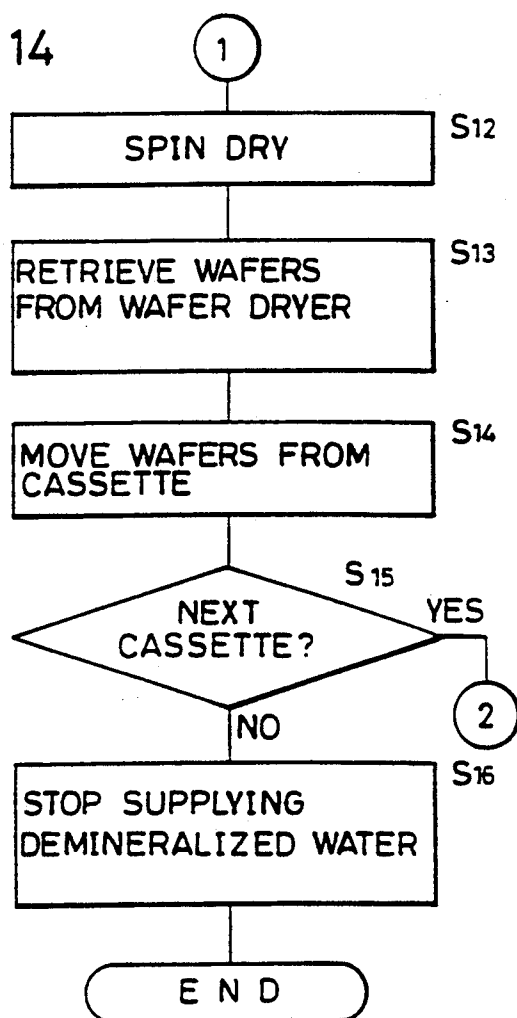 14
1
SPIN DRY
S12
RETRIEVE WAFERS
FROM WAFER DRYER
S13
MOVE WAFERS FROM
CASSETTE
S14
NEXT
CASSETTE?
S15
YES
2
NO
STOP SUPPLYING
DEMINERALIZED WATER
S16
END